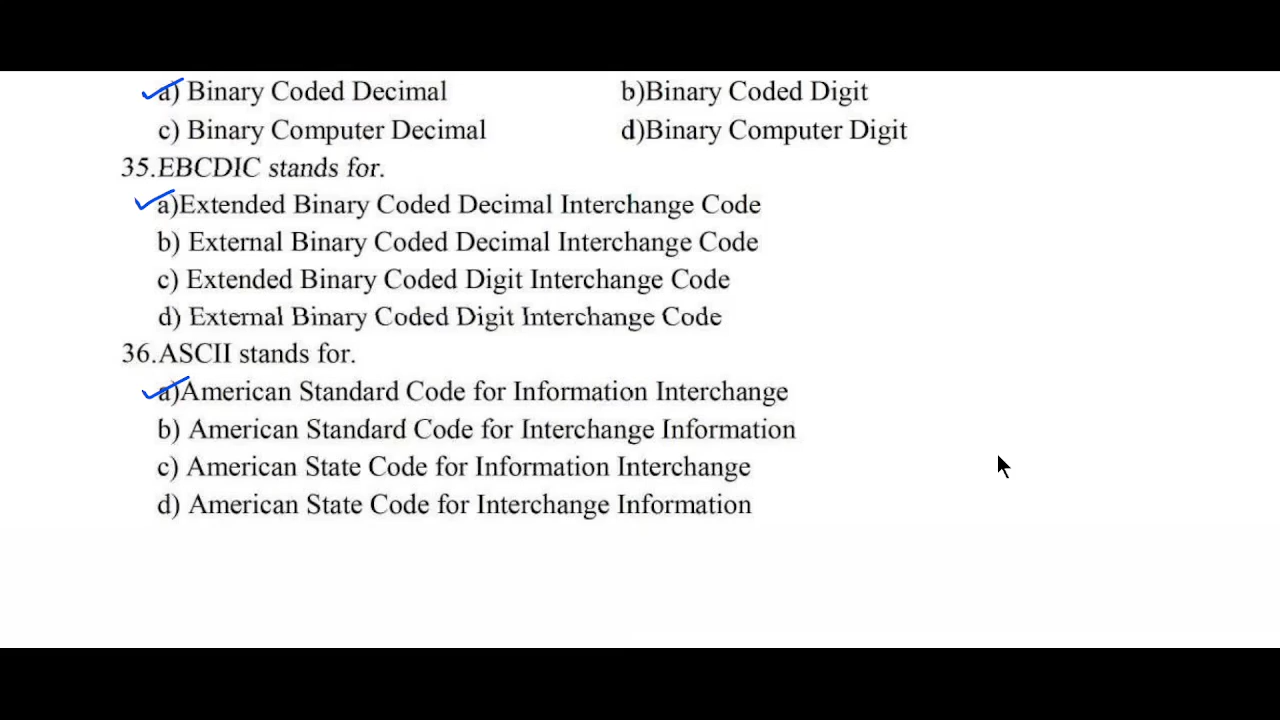 a) Binary Coded Decimal b)Binary Coded Digit
c) Binary Computer Decimal d)Binary Computer Digit
35.EBCDIC stands for.
a)Extended Binary Coded Decimal Interchange Code
b) External Binary Coded Decimal Interchange Code
c) Extended Binary Coded Digit Interchange Code
d) External Binary Coded Digit Interchange Code
36.ASCII stands for.
a)American Standard Code for Information Interchange
b) American Standard Code for Interchange Information
c) American State Code for Information Interchange
d) American State Code for Interchange Information